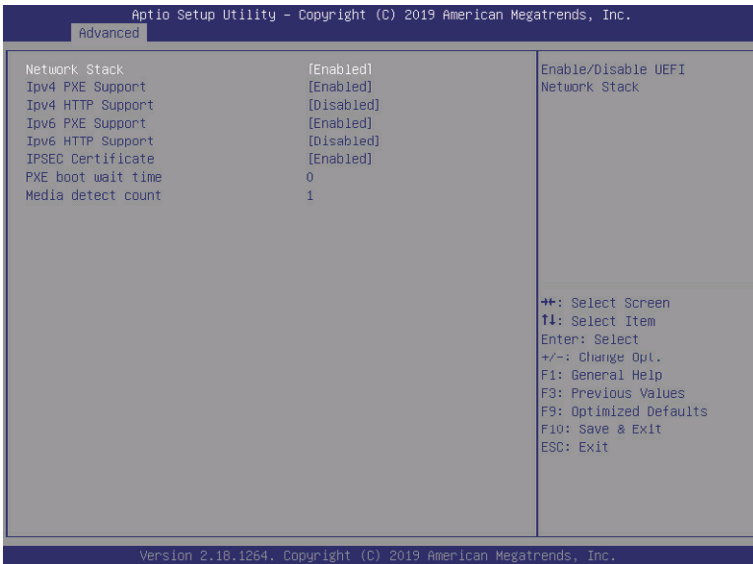 Aptio Setup Utility - Copyright (C) 2019 American Megatrends, Inc.
Advanced
Network Stack [Enabled]
Ipv4 PXE Support [Enabled]
Ipv4 HTTP Support [Disabled]
Ipv6 PXE Support [Enabled]
Ipv6 HTTP Support [Disabled]
IPSEC Certificate [Enabled]
PXE boot wait time 0
Media detect count 1
Enable/Disable UEFI
Network Stack
→←: Select Screen
↑↓: Select Item
Enter: Select
+/-: Change Opt.
F1: General Help
F3: Previous Values
F9: Optimized Defaults
F10: Save & Exit
ESC: Exit
Version 2.18.1264. Copyright (C) 2019 American Megatrends, Inc.